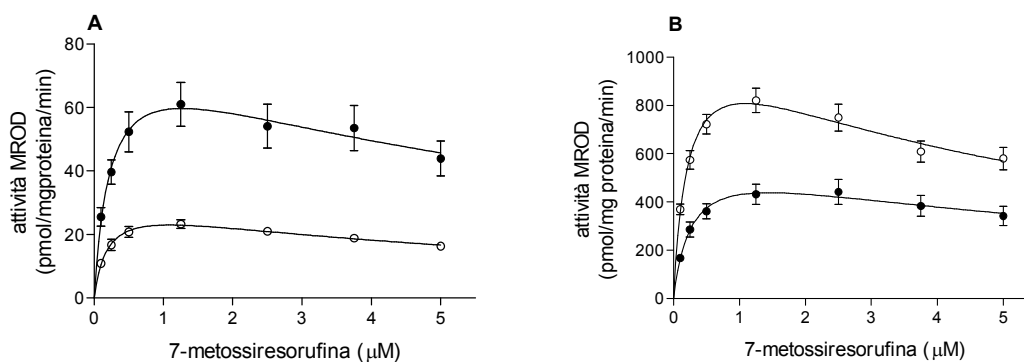 A
80
60
40
20
0
attività MROD
(pmol/mgproteina/min)
0 1 2 3 4 5
7-metossiresorufina (µM)
B
1000
800
600
400
200
0
attività MROD
(pmol/mg proteina/min)
0 1 2 3 4 5
7-metossiresorufina (µM)